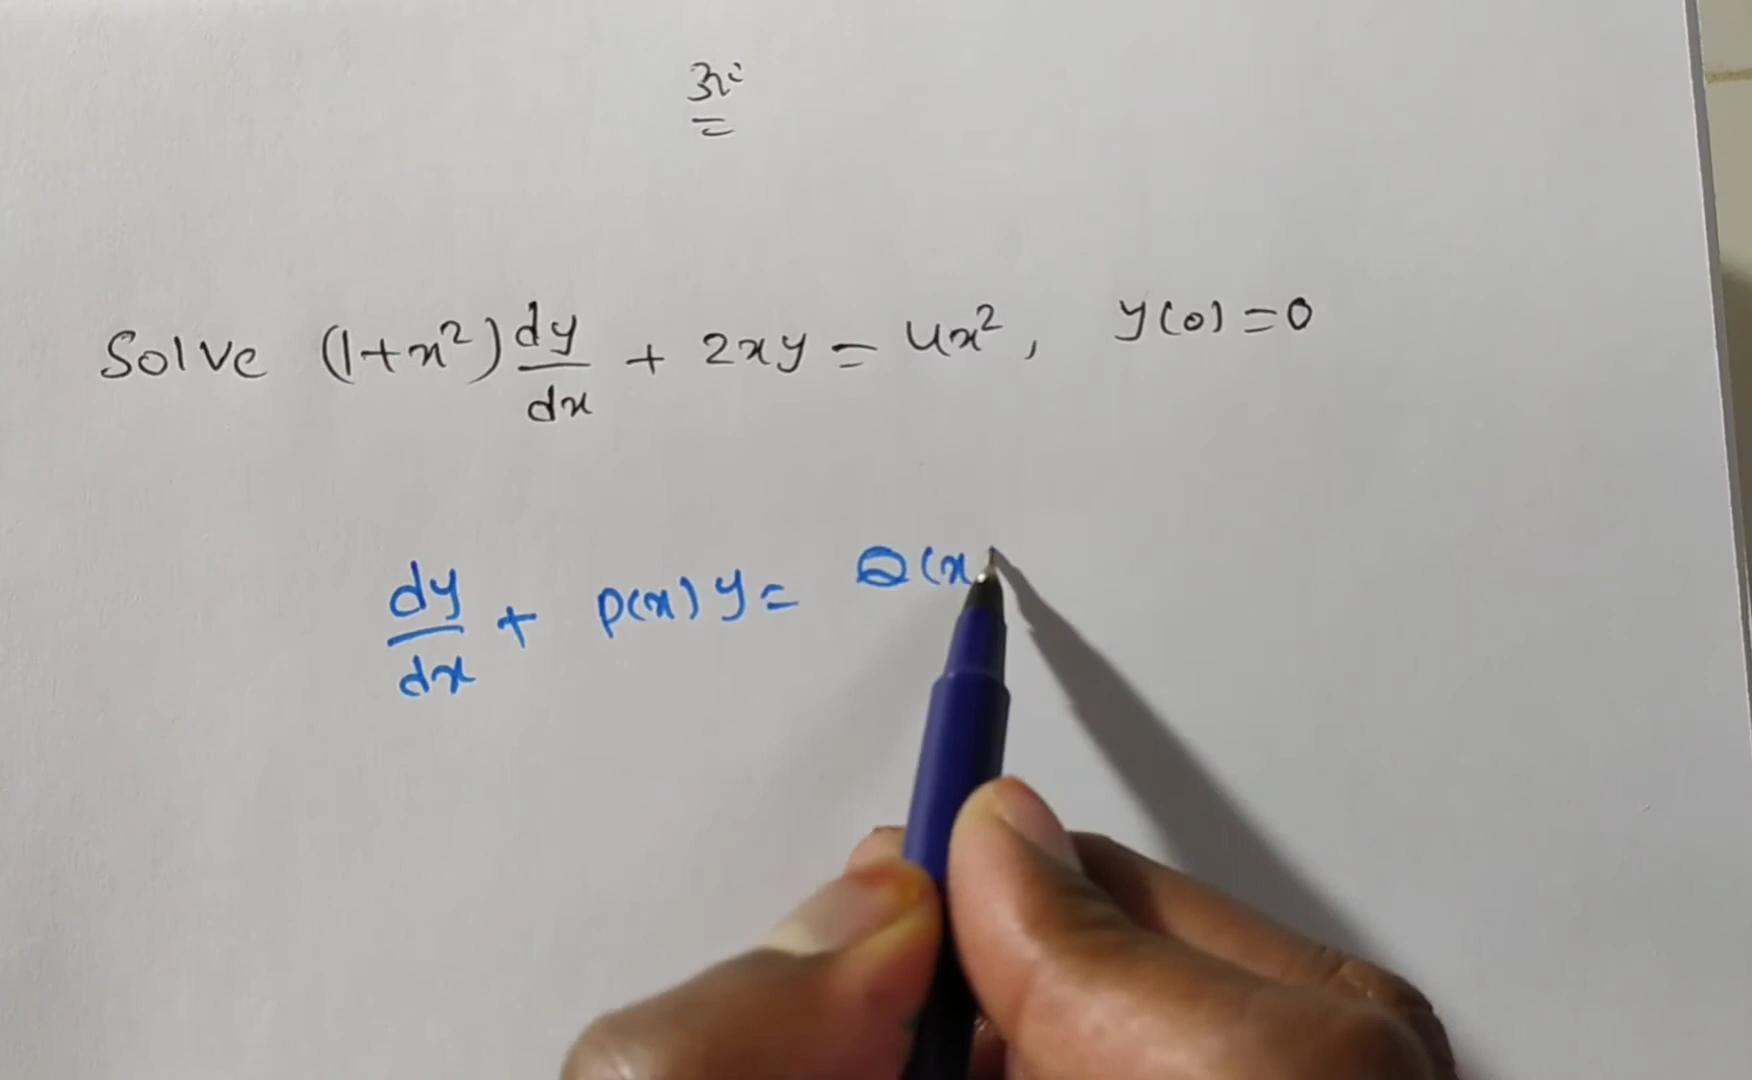 Solve (1+x²) dy/dx + 2xy = 4x², y(0)=0
dy/dx + P(x) y = Q(x